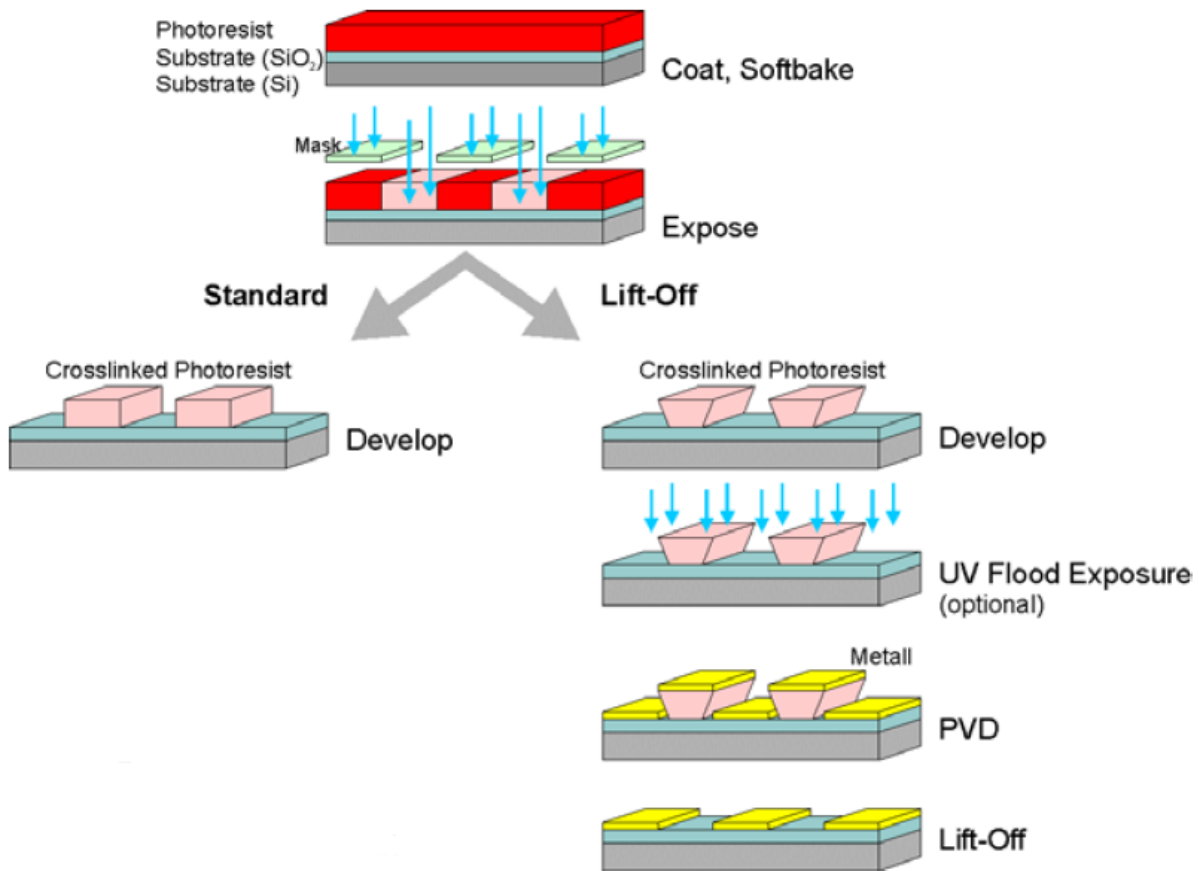 Photoresist
Substrate (SiO₂)
Substrate (Si)
Coat, Softbake
Mask
Expose
Standard
Lift-Off
Crosslinked Photoresist
Develop
Crosslinked Photoresist
Develop
UV Flood Exposure
(optional)
Metall
PVD
Lift-Off